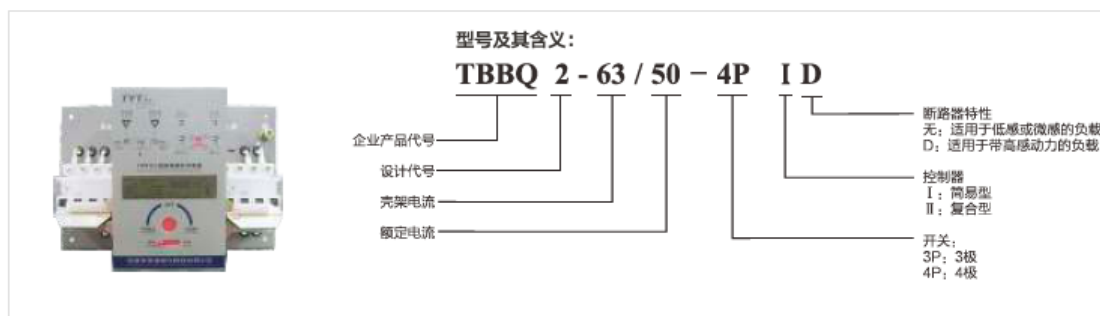 型号及其含义:
TBBQ 2 - 63 / 50 - 4P I D
企业产品代号
设计代号
壳架电流
额定电流
断路器特性
无: 适用于低感或微感的负载
D: 适用于带高感动力的负载
控制器
I: 简易型
II: 复合型
开关:
3P: 3极
4P: 4极